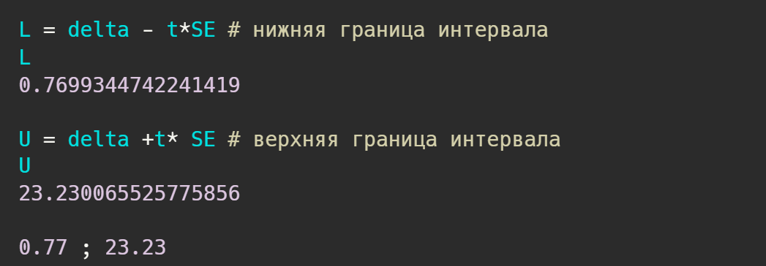 L = delta - t*SE # нижняя граница интервала
L
0.7699344742241419
U = delta +t* SE # верхняя граница интервала
U
23.230065525775856
0.77 ; 23.23